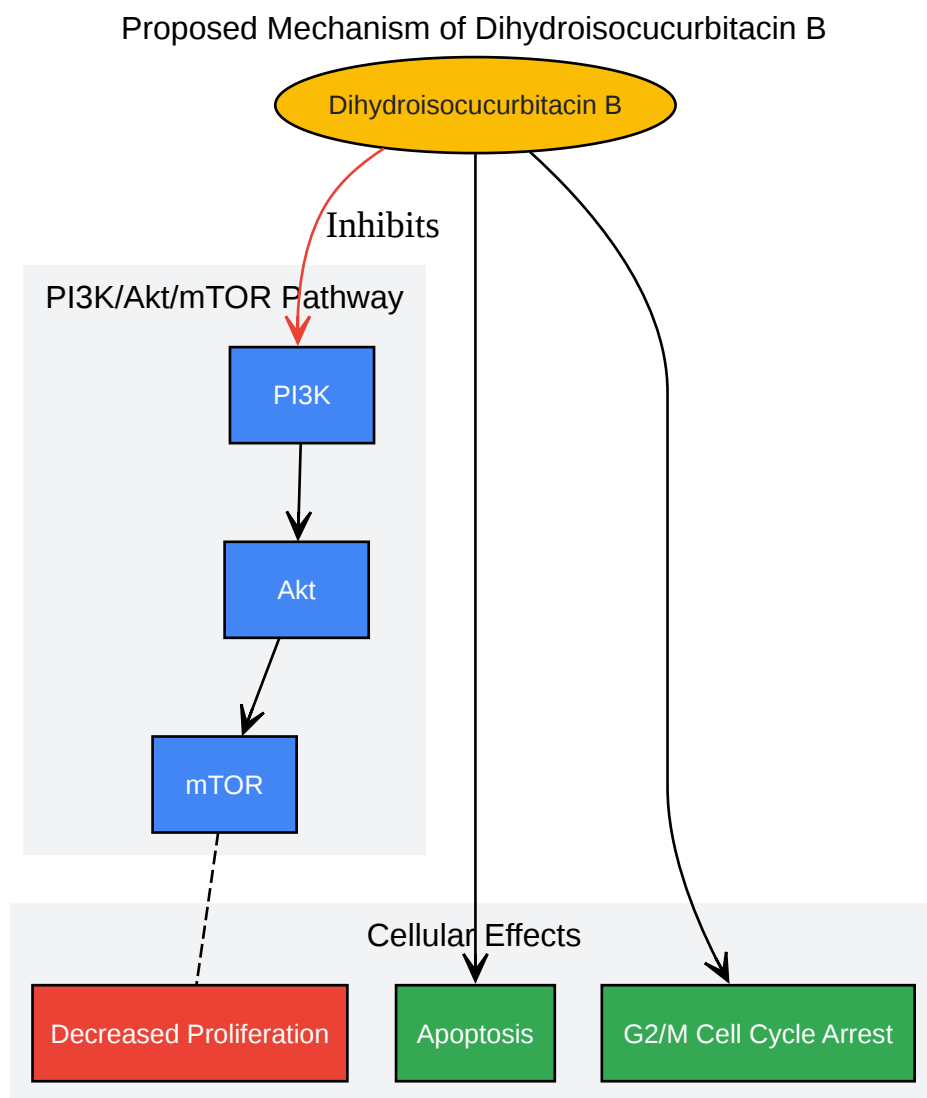 Proposed Mechanism of Dihydroisocucurbitacin B
Dihydroisocucurbitacin B
Inhibits
PI3K/Akt/mTOR Pathway
PI3K
Akt
mTOR
Cellular Effects
Decreased Proliferation
Apoptosis
G2/M Cell Cycle Arrest